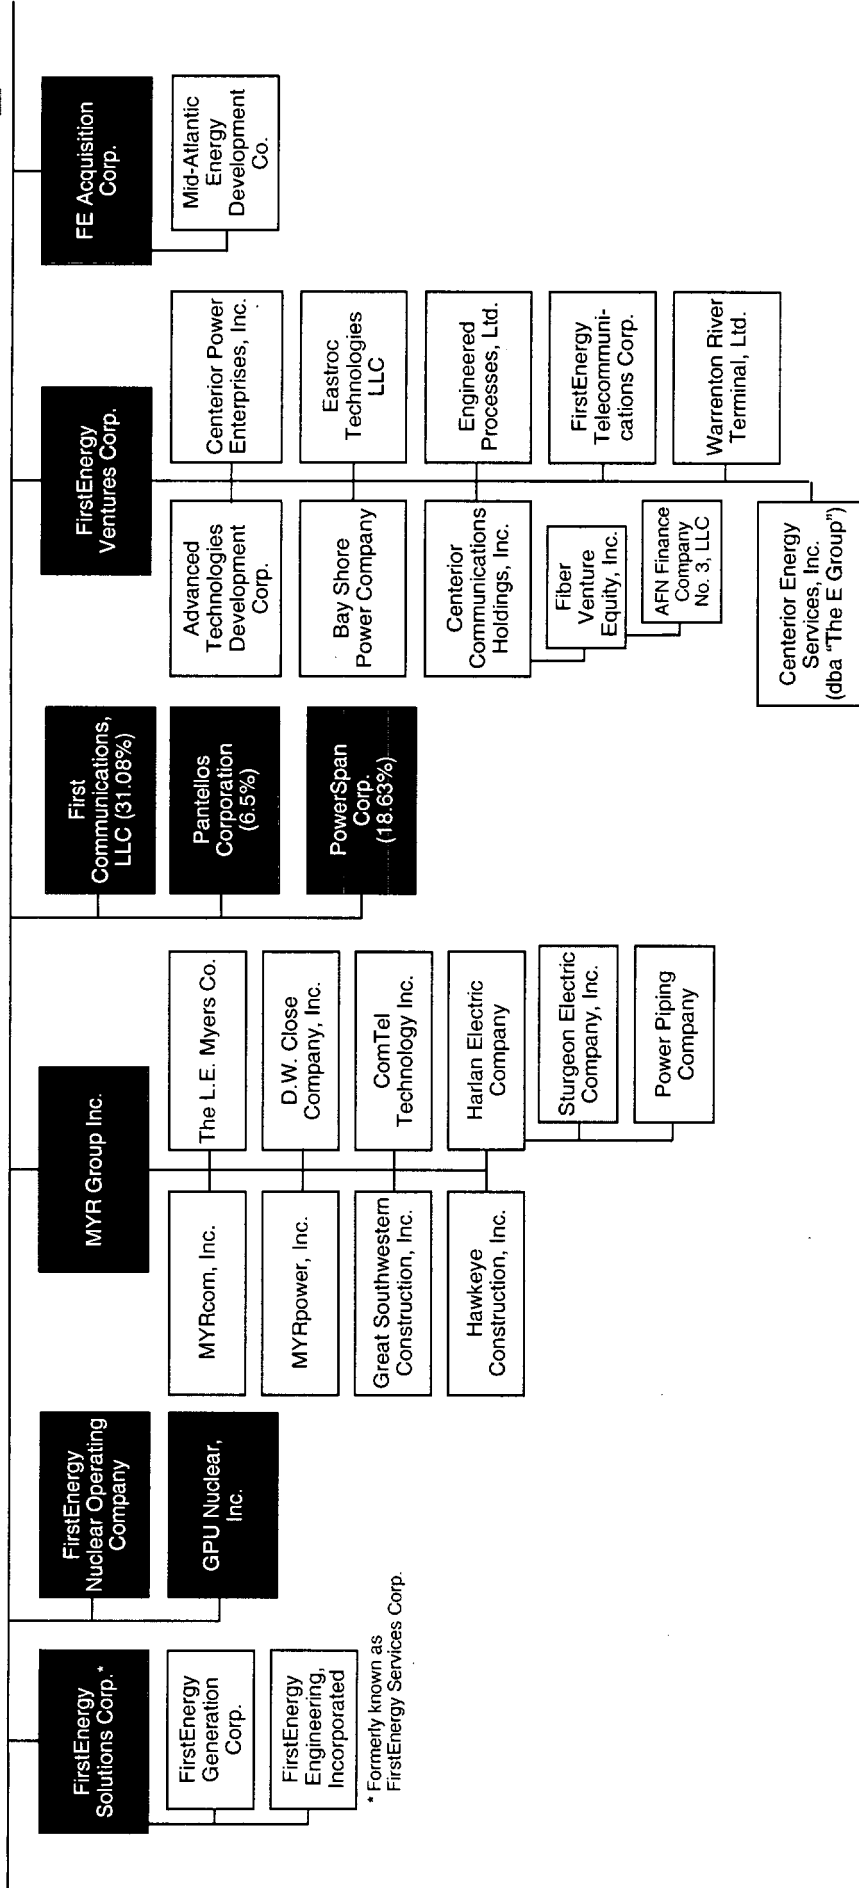 FirstEnergy
Solutions Corp.*
FirstEnergy
Generation
Corp.
FirstEnergy
Engineering,
Incorporated
* Formerly known as
FirstEnergy Services Corp.
FirstEnergy
Nuclear Operating
Company
GPU Nuclear,
Inc.
MYR Group Inc.
MYRcom, Inc.
The L.E. Myers Co.
MYRpower, Inc.
D.W. Close
Company, Inc.
Great Southwestern
Construction, Inc.
ComTel
Technology Inc.
Hawkeye
Construction, Inc.
Harlan Electric
Company
Sturgeon Electric
Company, Inc.
Power Piping
Company
First
Communications,
LLC (31.08%)
Pantellos
Corporation
(6.5%)
PowerSpan
Corp.
(18.63%)
FirstEnergy
Ventures Corp.
Advanced
Technologies
Development
Corp.
Centerior Power
Enterprises, Inc.
Bay Shore
Power Company
Eastroc
Technologies
LLC
Centerior
Communications
Holdings, Inc.
Engineered
Processes, Ltd.
Fiber
Venture
Equity, Inc.
FirstEnergy
Telecommuni-
cations Corp.
AFN Finance
Company
No. 3, LLC
Warrenton River
Terminal, Ltd.
Centerior Energy
Services, Inc.
(dba "The E Group")
FE Acquisition
Corp.
Mid-Atlantic
Energy
Development
Co.